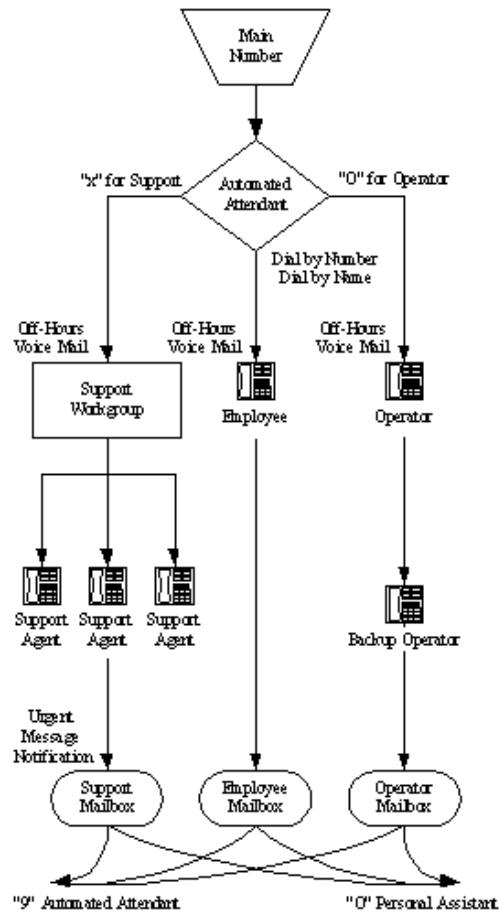 Main
Number
"x" for Support
Automated
Attendant
"0" for Operator
Dial by Number
Dial by Name
Off-Hours
Voice Mail
Off-Hours
Voice Mail
Off-Hours
Voice Mail
Support
Workgroup
Employee
Operator
Support
Agent
Support
Agent
Support
Agent
Backup Operator
Urgent
Message
Notification
Support
Mailbox
Employee
Mailbox
Operator
Mailbox
"9" Automated Attendant
"0" Personal Assistant